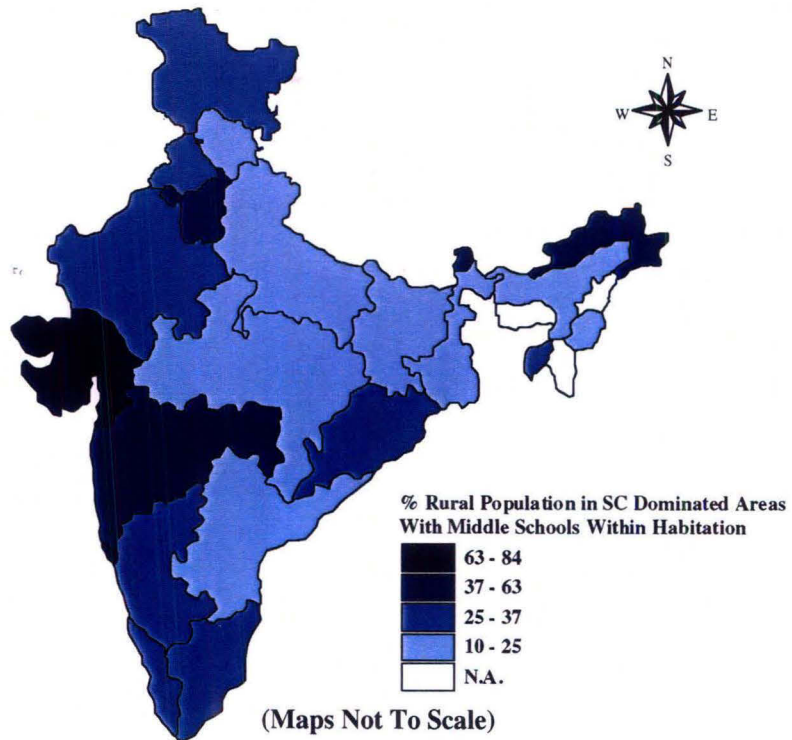 N
W E
S
% Rural Population in SC Dominated Areas
With Middle Schools Within Habitation
63 - 84
37 - 63
25 - 37
10 - 25
N.A.
(Maps Not To Scale)